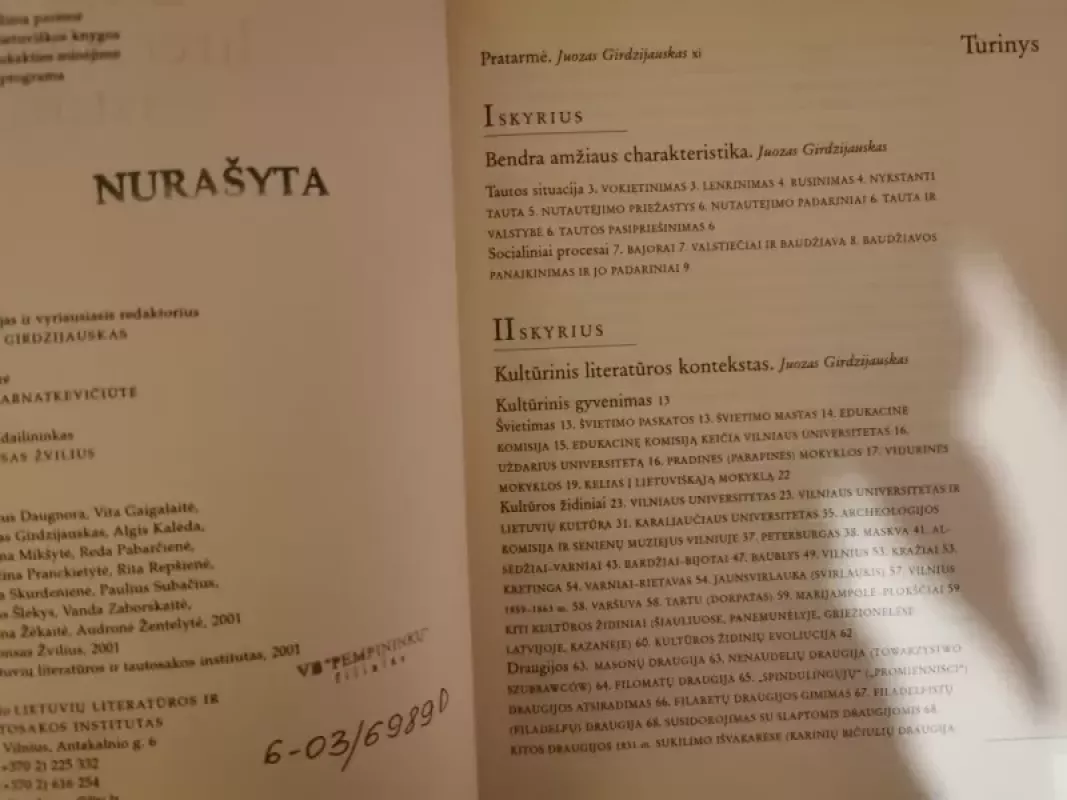 lietuviškos knygos
programa
NURAŠYTA
ir vyriausiasis redaktorius
GIRDZIJAUSKAS
ABNATKEVIČIŪTĖ
dailininkas
SAS ŽVILIUS
us Daugnora, Vita Gaigalaitė,
as Girdzijauskas, Algis Kalėda,
na Mikšytė, Reda Pabarčienė,
ina Pranckietytė, Rita Repšienė,
a Skurdenienė, Paulius Subačius,
Šlekys, Vanda Zaborskaitė,
na Žėkaitė, Audronė Žentelytė, 2001
onsas Žvilius, 2001
tuvių literatūros ir tautosakos institutas, 2001
VB "TEMPININKŲ"
filialas
LIETUVIŲ LITERATŪROS IR
TOSAKOS INSTITUTAS
Vilnius, Antakalnio g. 6
+370 2) 225 332
+370 2) 616 254
6-03/69890
Turinys
Pratarmė. Juozas Girdzijauskas xi
I SKYRIUS
Bendra amžiaus charakteristika. Juozas Girdzijauskas
Tautos situacija 3. VOKIETINIMAS 3. LENKINIMAS 4. RUSINIMAS 4. NYKSTANTI
TAUTA 5. NUTAUTĖJIMO PRIEŽASTYS 6. NUTAUTĖJIMO PADARINIAI 6. TAUTA IR
VALSTYBĖ 6. TAUTOS PASIPRIEŠINIMAS 6
Socialiniai procesai 7. BAJORAI 7. VALSTIEČIAI IR BAUDŽIAVA 8. BAUDŽIAVOS
PANAIKINIMAS IR JO PADARINIAI 9
II SKYRIUS
Kultūrinis literatūros kontekstas. Juozas Girdzijauskas
Kultūrinis gyvenimas 13
Švietimas 13. ŠVIETIMO PASKATOS 13. ŠVIETIMO MASTAS 14. EDUKACINĖ
KOMISIJA 15. EDUKACINĘ KOMISIJĄ KEIČIA VILNIAUS UNIVERSITETAS 16.
UŽDARIUS UNIVERSITETĄ 16. PRADINĖS (PARAPINĖS) MOKYKLOS 17. VIDURINĖS
MOKYKLOS 19. KELIAS Į LIETUVIŠKĄJĄ MOKYKLĄ 22
Kultūros židiniai 23. VILNIAUS UNIVERSITETAS 23. VILNIAUS UNIVERSITETAS IR
LIETUVIŲ KULTŪRA 31. KARALIAUČIAUS UNIVERSITETAS 35. ARCHEOLOGIJOS
KOMISIJA IR SENIENŲ MUZIEJUS VILNIUJE 37. PETERBURGAS 38. MASKVA 41. AL-
SĖDŽIAI–VARNIAI 43. BARDŽIAI–BIJOTAI 47. BAUBLYS 49. VILNIUS 53. KRAŽIAI 53.
KRETINGA 54. VARNIAI–RIETAVAS 54. JAUNSVIRLAUKA (SVIRLAUKIS) 57. VILNIUS
1859–1863 m. 58. VARŠUVA 58. TARTU (DORPATAS) 59. MARIJAMPOLĖ–PLOKŠČIAI 59.
KITI KULTŪROS ŽIDINIAI (ŠIAULIUOSE, PANEMUNĖLYJE, GRIEŽIONĖLĖSE
LATVIJOJE, KAZANĖJE) 60. KULTŪROS ŽIDINIŲ EVOLIUCIJA 62
Draugijos 63. MASONŲ DRAUGIJA 63. NENAUDĖLIŲ DRAUGIJA (TOWARZYSTWO
SZUBRAWCÓW) 64. FILOMATŲ DRAUGIJA 65. „SPINDULINGŲJŲ“ („PROMIENNIŚCI“)
DRAUGIJOS ATSIRADIMAS 66. FILARETŲ DRAUGIJOS GIMIMAS 67. FILADELFISTŲ
(FILADELFŲ) DRAUGIJA 68. SUSIDOROJIMAS SU SLAPTOMIS DRAUGIJOMIS 68.
KITOS DRAUGIJOS 1831 m. SUKILIMO IŠVAKARĖSE (KARINIŲ BIČIULIŲ DRAUGIJA